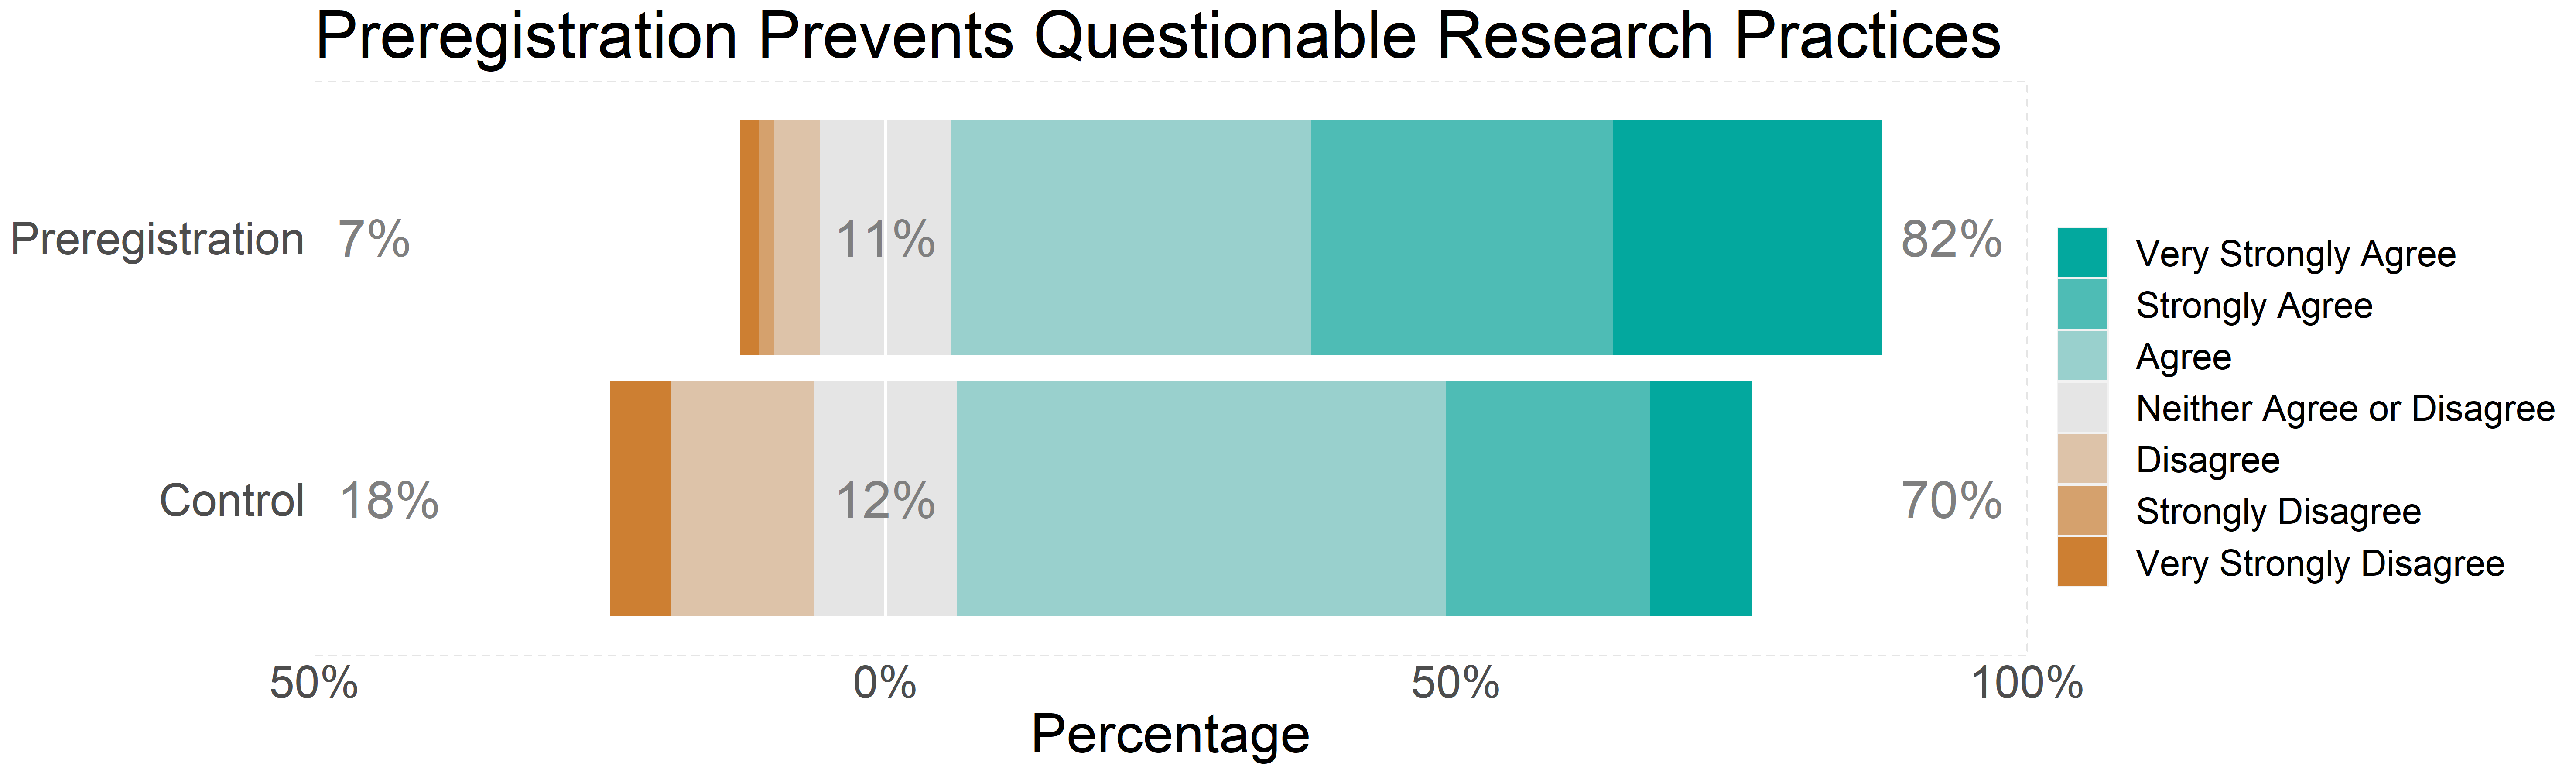 Preregistration Prevents Questionable Research Practices
Preregistration
7%
11%
82%
Control
18%
12%
70%
50%
0%
50%
100%
Percentage
Very Strongly Agree
Strongly Agree
Agree
Neither Agree or Disagree
Disagree
Strongly Disagree
Very Strongly Disagree